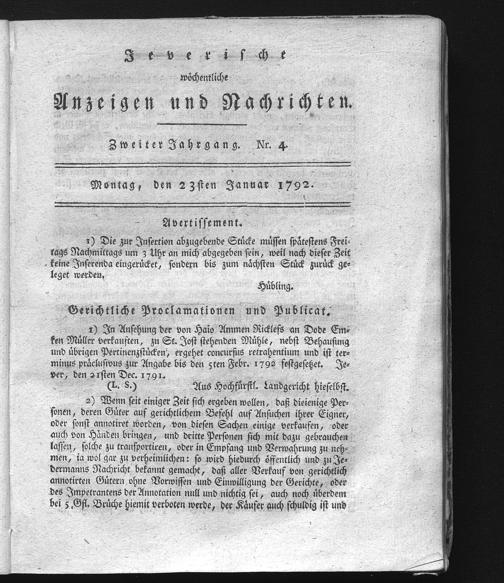 Jeverische
wöchentliche
Anzeigen und Nachrichten.
Zweiter Jahrgang. Nr. 4
Montag, den 23sten Januar 1792.
Avertissement.
1) Die zur Insertion abzugebende Stücke müssen spätestens Frei-
tags Nachmittags um 3 Uhr an mich abgegeben sein, weil nach dieser Zeit
keine Inserenda eingerücket, sondern bis zum nächsten Stück zurück ge-
leget werden.
Hübling.
Gerichtliche Proclamationen und Publicat.
1) In Ansehung der von Haio Ammen Ricklefs an Dode Em-
ken Müller verkauften, zu St. Jost stehenden Mühle, nebst Behausung
und übrigen Pertinenzstücken, ergehet concursus retrahentium und ist ter-
minus präclusivus zur Angabe bis den 5ten Febr. 1792 festgesetzet. Je-
ver, den 21sten Dec. 1791.
(L. S.) Aus Hochfürstl. Landgericht hieselbst.
2) Wenn seit einiger Zeit sich ergeben wollen, daß diejenige Per-
sonen, deren Güter auf gerichtlichem Befehl auf Ansuchen ihrer Eigner,
oder sonst annotiret worden, von diesen Sachen einige verkaufen, oder
auch von Händen bringen, und dritte Personen sich mit dazu gebrauchen
lassen, solche zu transportiren, oder in Empfang und Verwahrung zu neh-
men, ja wol gar zu verheimlichen: so wird hiedurch öffentlich und zu Je-
dermanns Nachricht bekannt gemacht, daß aller Verkauf von gerichtlich
annotirten Gütern ohne Vorwissen und Einwilligung der Gerichte, oder
des Impetrantens der Annotation null und nichtig sei, auch noch überdem
bei 5 Gfl. Brüche hiemit verboten werde, der Käufer auch schuldig ist und